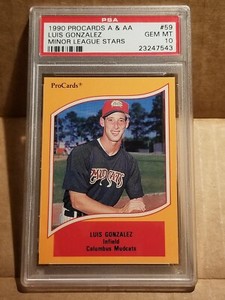 PSA
1990 PROCARDS A & AA #59
LUIS GONZALEZ GEM MT
MINOR LEAGUE STARS 10
23247543
ProCards®
MUDCATS
LUIS GONZALEZ
Infield
Columbus Mudcats